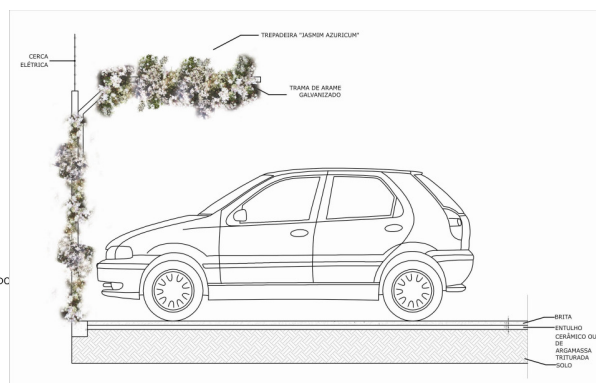 TREPADEIRA "JASMIM AZURICUM"
CERCA
ELÉTRICA
TRAMA DE ARAME
GALVANIZADO
BRITA
ENTULHO
CERÂMICO OU
DE
ARGAMASSA
TRITURADA
SOLO